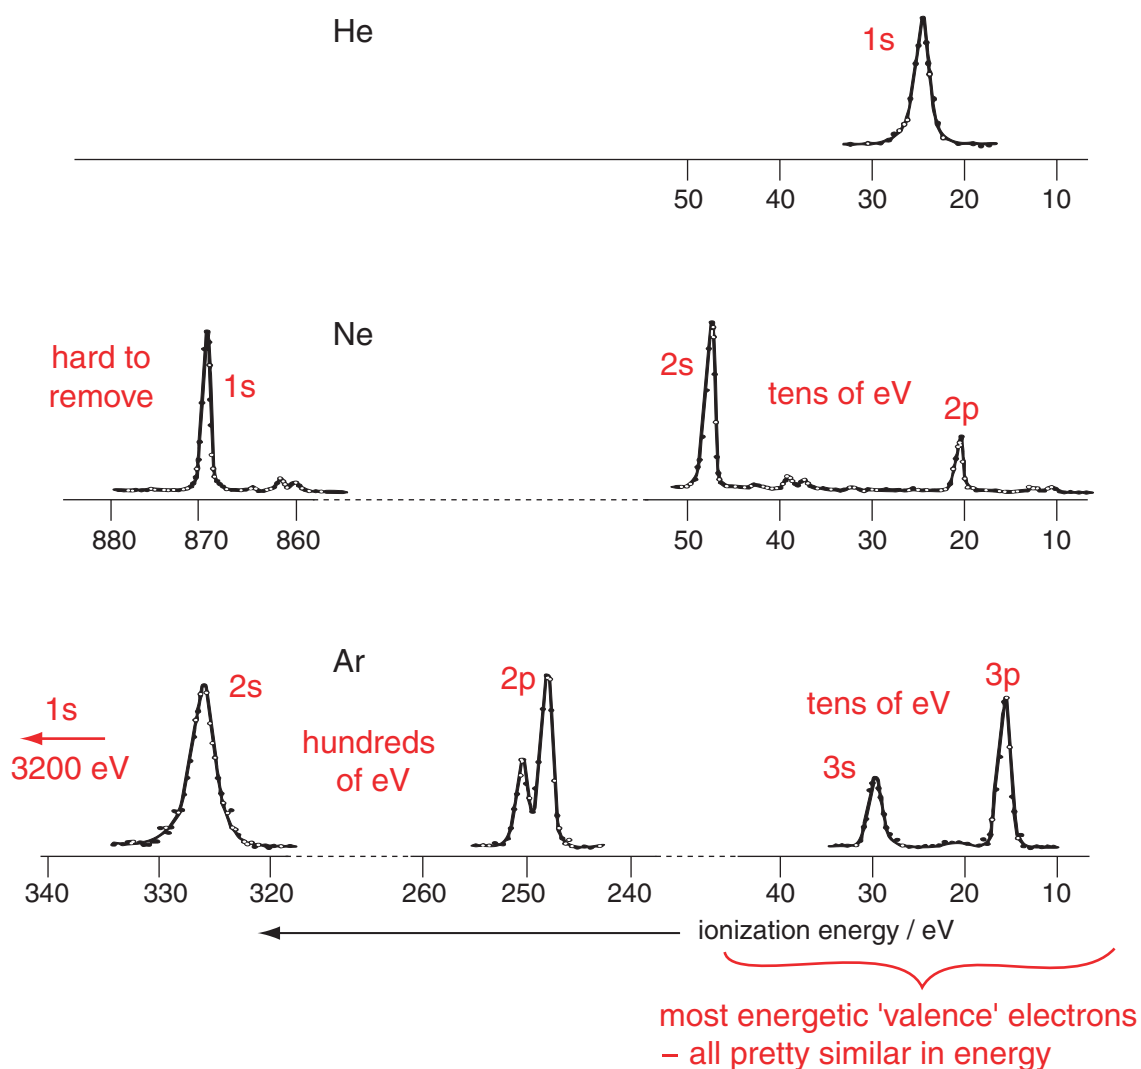 He
1s
50 40 30 20 10
Ne
hard to
remove
1s
2s
tens of eV
2p
880 870 860 50 40 30 20 10
Ar
1s
3200 eV
2s
hundreds
of eV
2p
tens of eV
3s
3p
340 330 320 260 250 240 40 30 20 10
ionization energy / eV
most energetic 'valence' electrons
– all pretty similar in energy